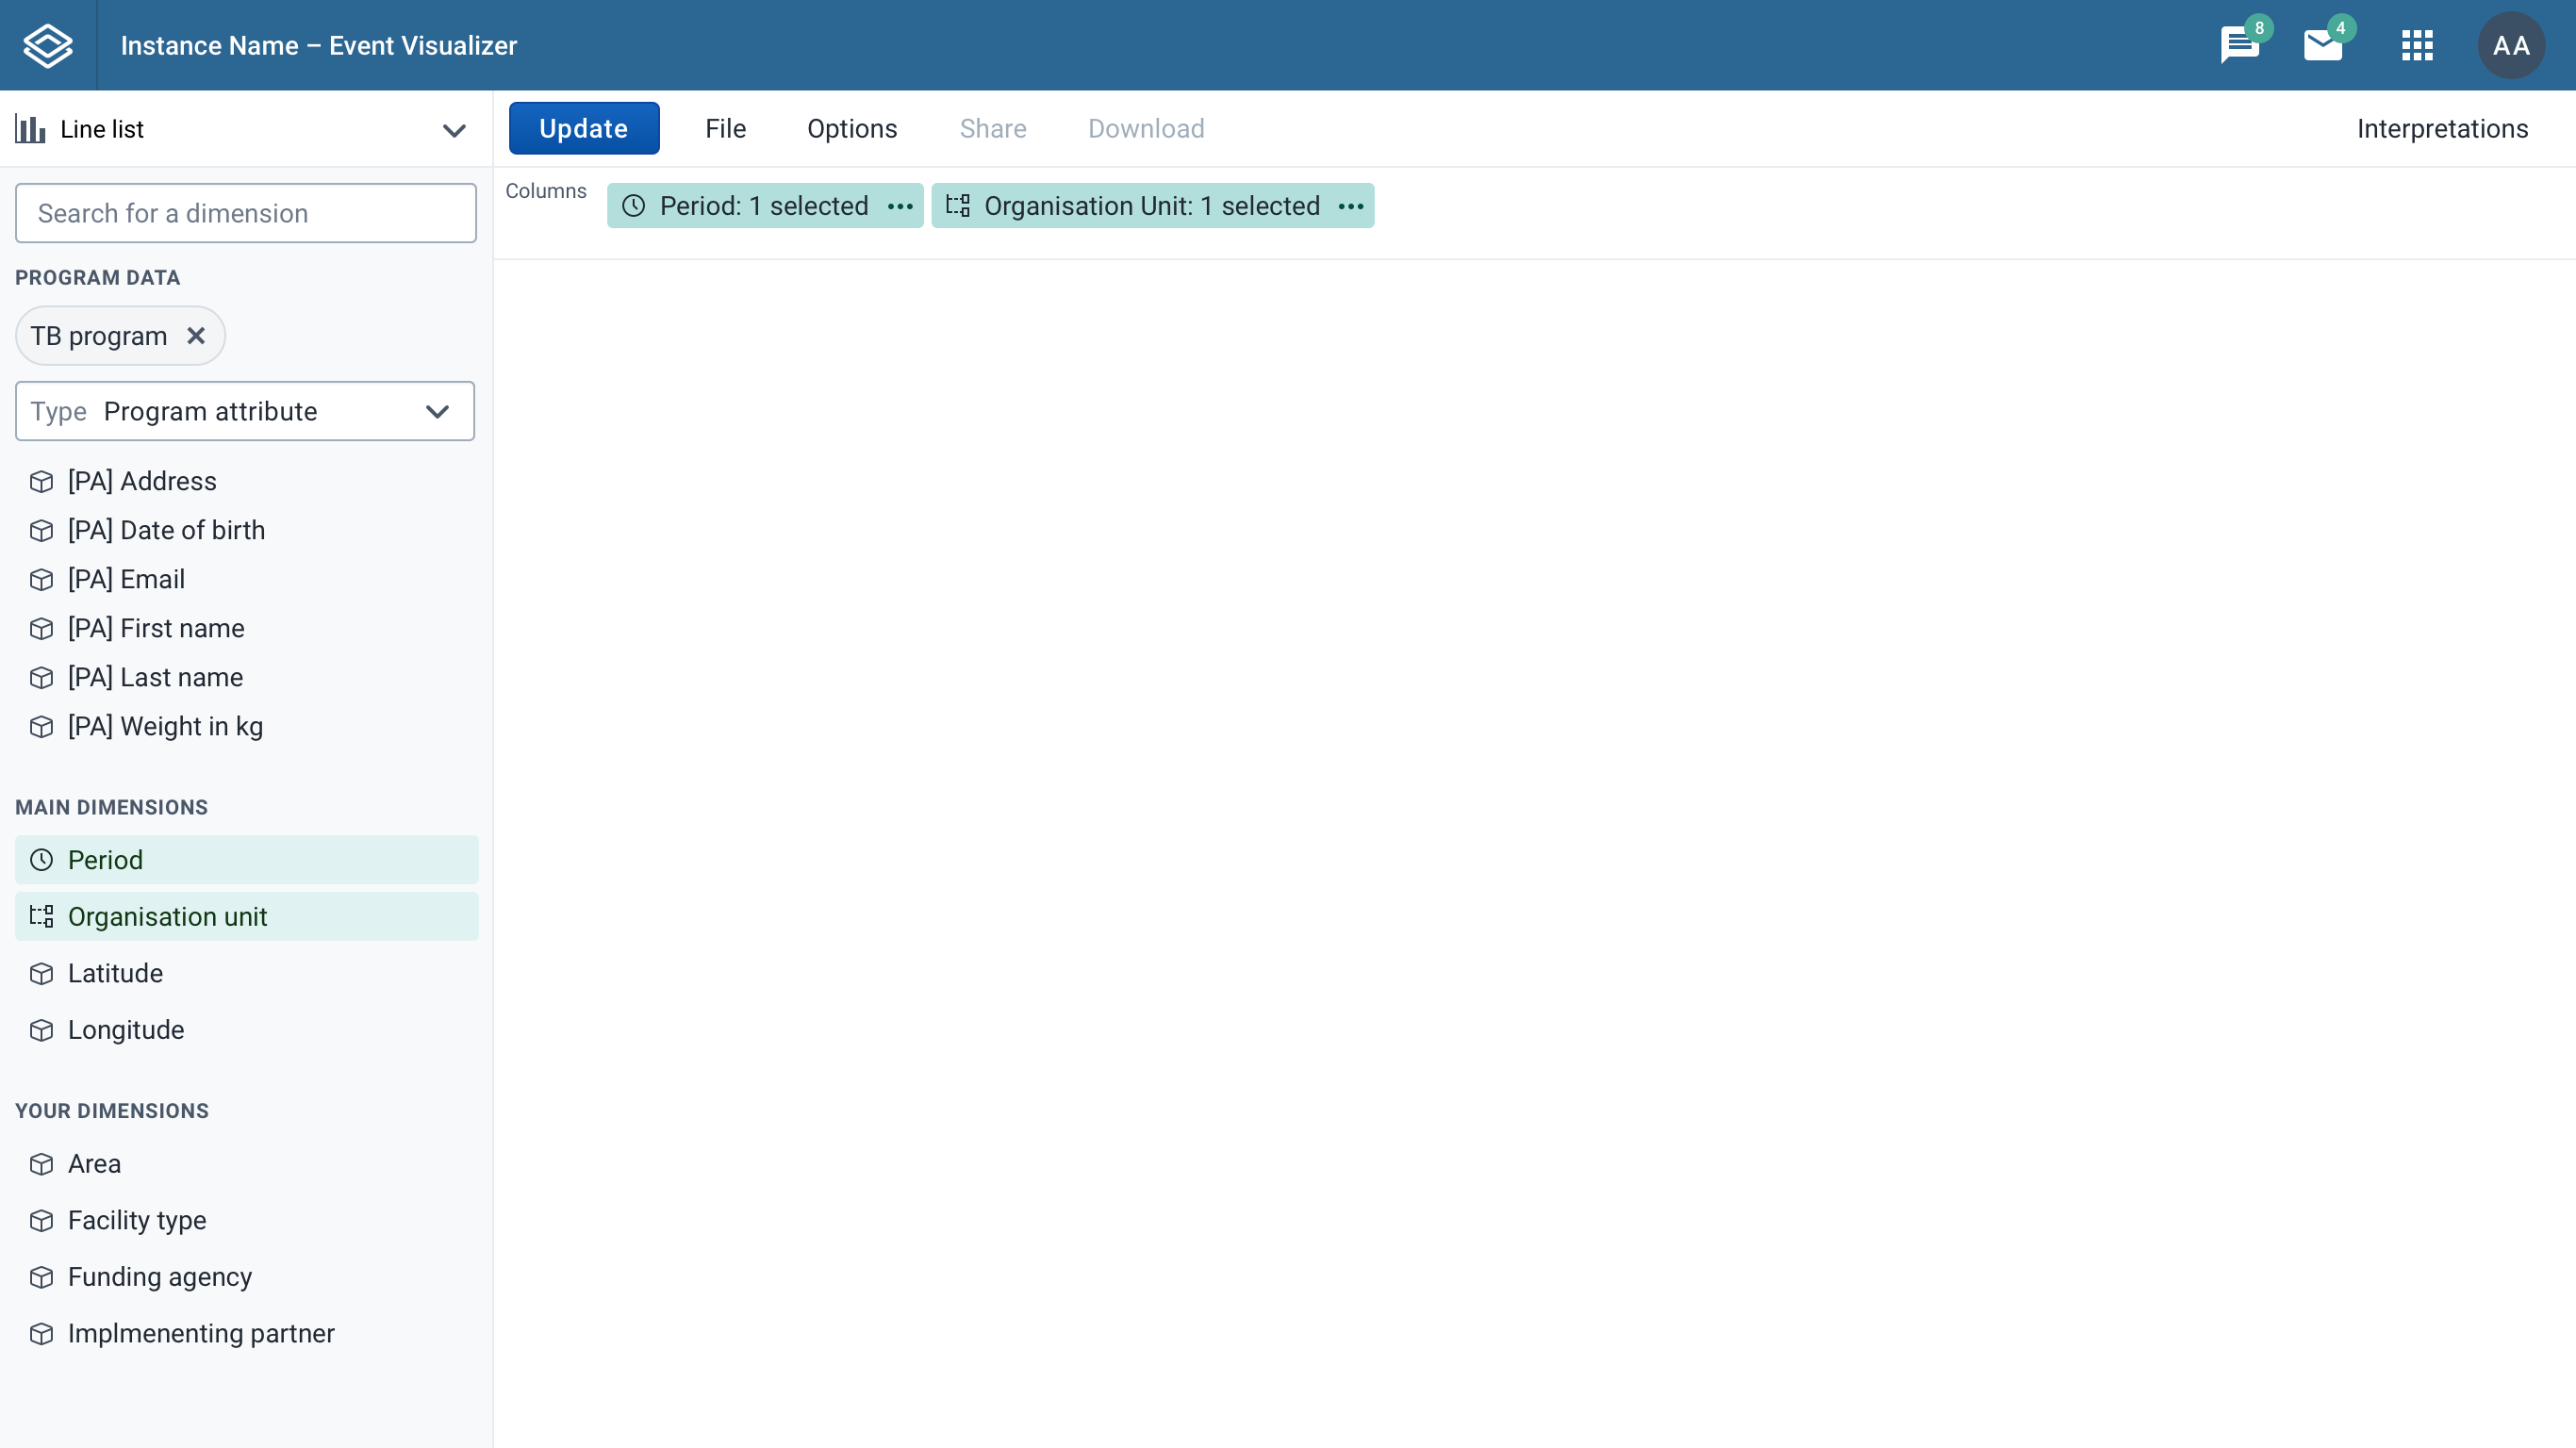 Instance Name – Event Visualizer
8
4
AA
Line list
Update
File
Options
Share
Download
Interpretations
Search for a dimension
Columns
Period: 1 selected
Organisation Unit: 1 selected
PROGRAM DATA
TB program
Type Program attribute
[PA] Address
[PA] Date of birth
[PA] Email
[PA] First name
[PA] Last name
[PA] Weight in kg
MAIN DIMENSIONS
Period
Organisation unit
Latitude
Longitude
YOUR DIMENSIONS
Area
Facility type
Funding agency
Implmenenting partner